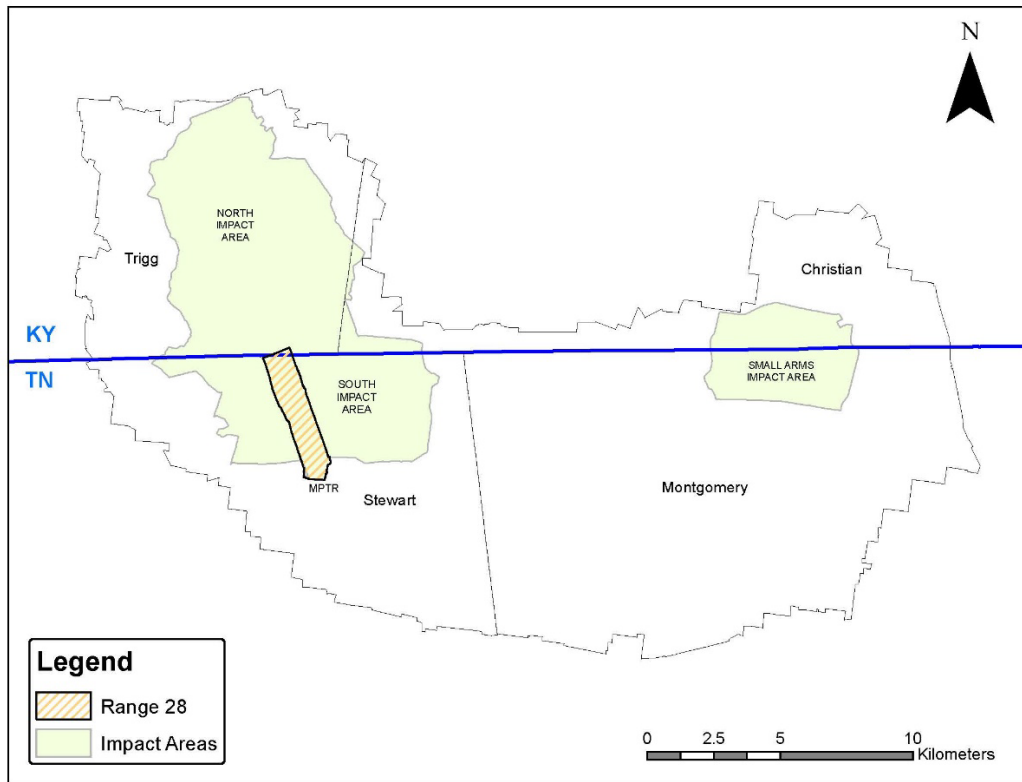 N
NORTH
IMPACT
AREA
Trigg
Christian
KY
TN
SMALL ARMS
IMPACT AREA
SOUTH
IMPACT
AREA
MPTR
Stewart
Montgomery
Legend
Range 28
Impact Areas
0 2.5 5 10
Kilometers